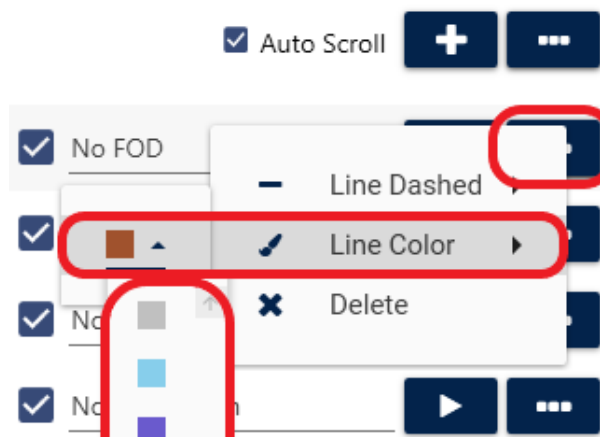 Auto Scroll
No FOD
Line Dashed
Line Color
No
Delete
No